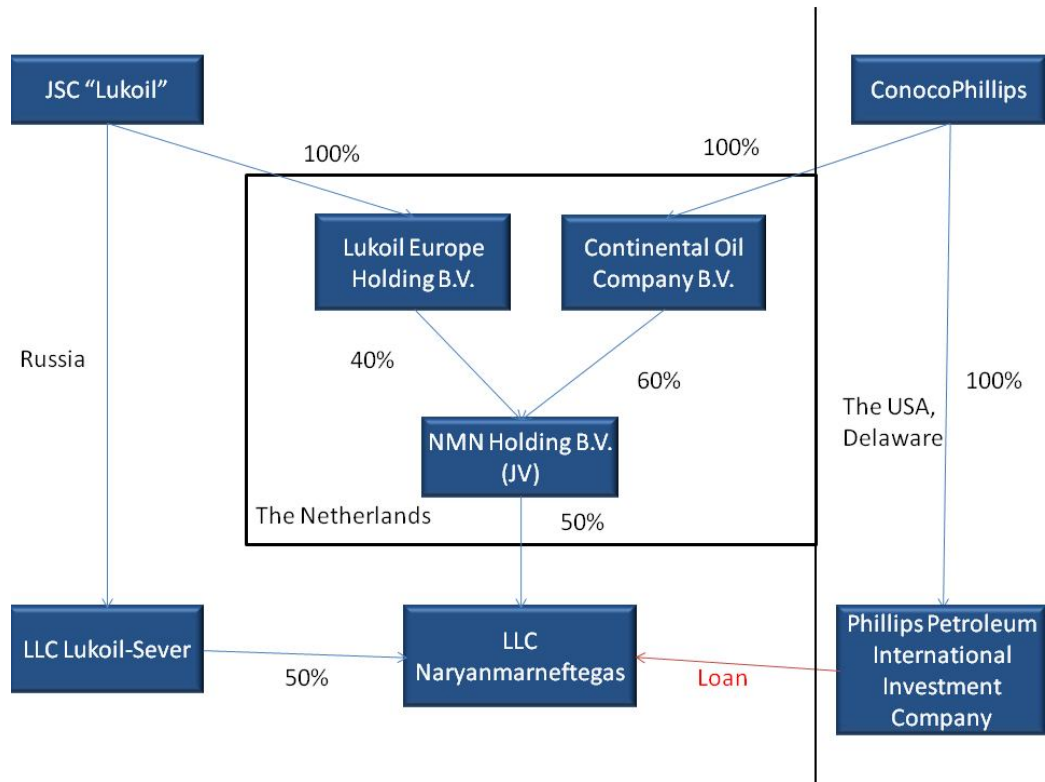 JSC “Lukoil”
ConocoPhillips
100%
100%
Lukoil Europe
Holding B.V.
Continental Oil
Company B.V.
Russia
40%
60%
100%
The USA,
Delaware
NMN Holding B.V.
(JV)
The Netherlands
50%
LLC Lukoil-Sever
50%
LLC
Naryanmarneftegas
Loan
Phillips Petroleum
International
Investment
Company